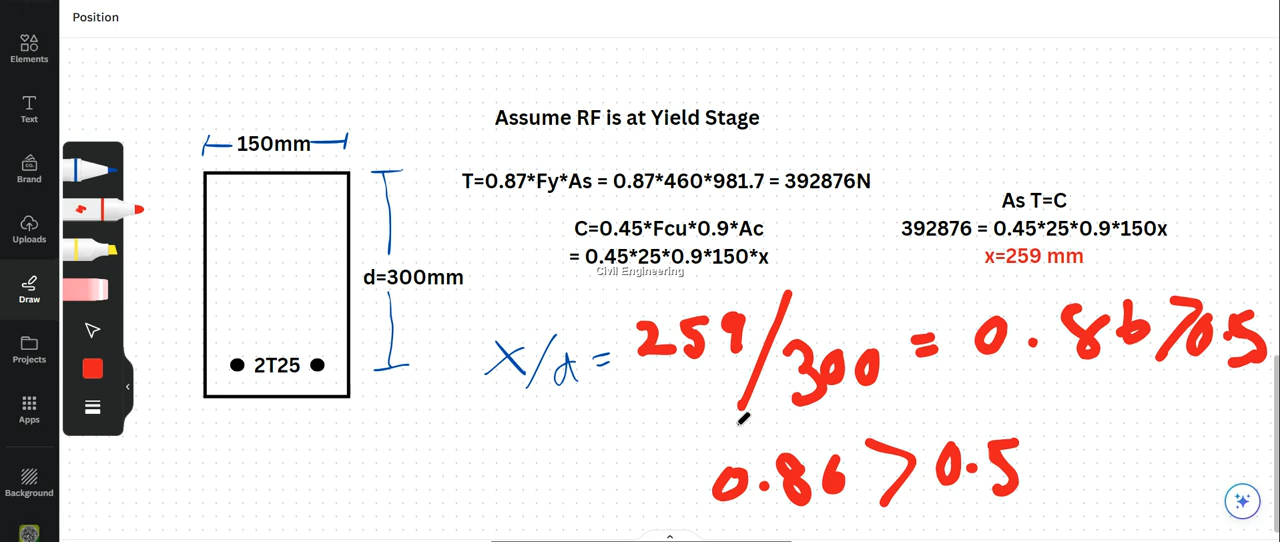 Position
Elements
Text
Brand
Uploads
Draw
Projects
Apps
Background
150mm
d=300mm
2T25
Assume RF is at Yield Stage
T=0.87*Fy*As = 0.87*460*981.7 = 392876N
C=0.45*Fcu*0.9*Ac
= 0.45*25*0.9*150*x
Civil Engineering
As T=C
392876 = 0.45*25*0.9*150x
x=259 mm
x/d = 259/300 = 0.86>0.5
0.86 > 0.5